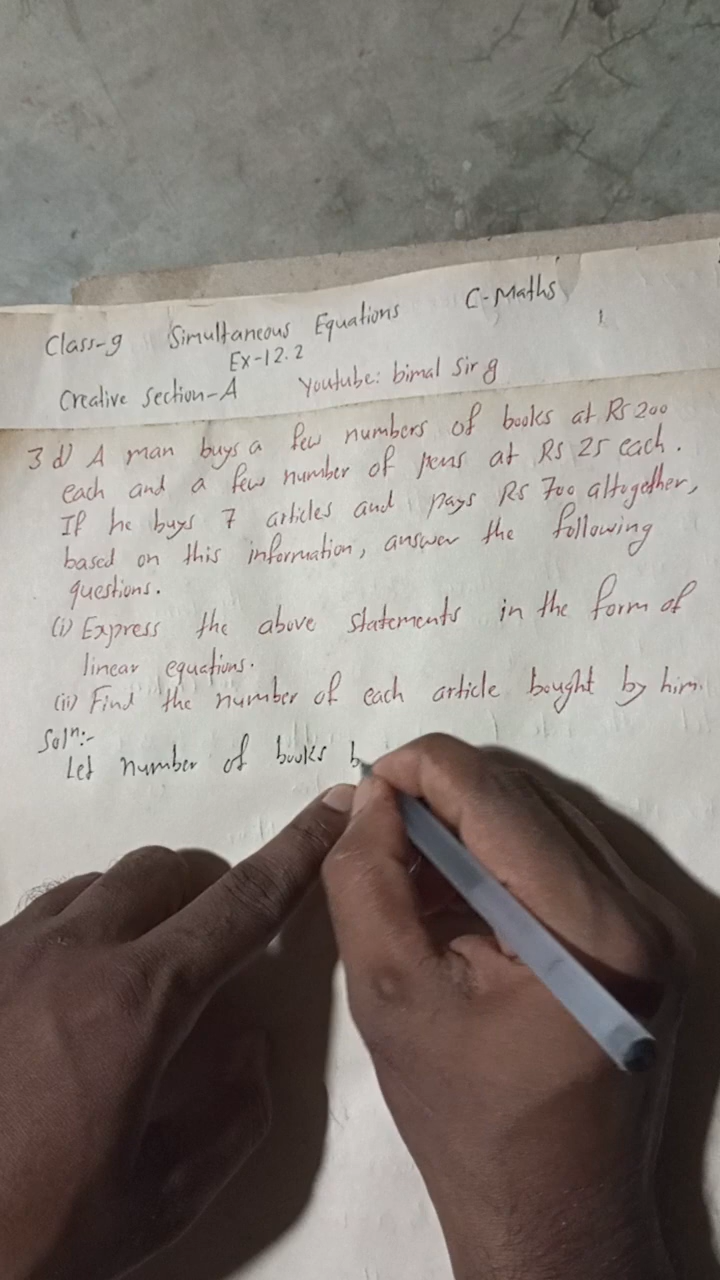 Class-9 Simultaneous Equations C-Maths
1
Ex-12.2
Creative Section-A Youtube: bimal Sir 9
3 d) A man buys a few numbers of books at RS 200
each and a few number of pens at RS 25 each.
If he buys 7 articles and pays RS 700 altogether,
based on this information, answer the following
questions.
(i) Express the above statements in the form of
linear equations.
(ii) Find the number of each article bought by him.
Solⁿ:-
Let number of books b